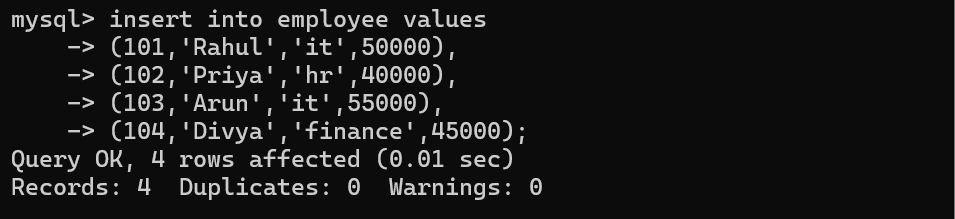 mysql> insert into employee values
    -> (101,'Rahul','it',50000),
    -> (102,'Priya','hr',40000),
    -> (103,'Arun','it',55000),
    -> (104,'Divya','finance',45000);
Query OK, 4 rows affected (0.01 sec)
Records: 4  Duplicates: 0  Warnings: 0